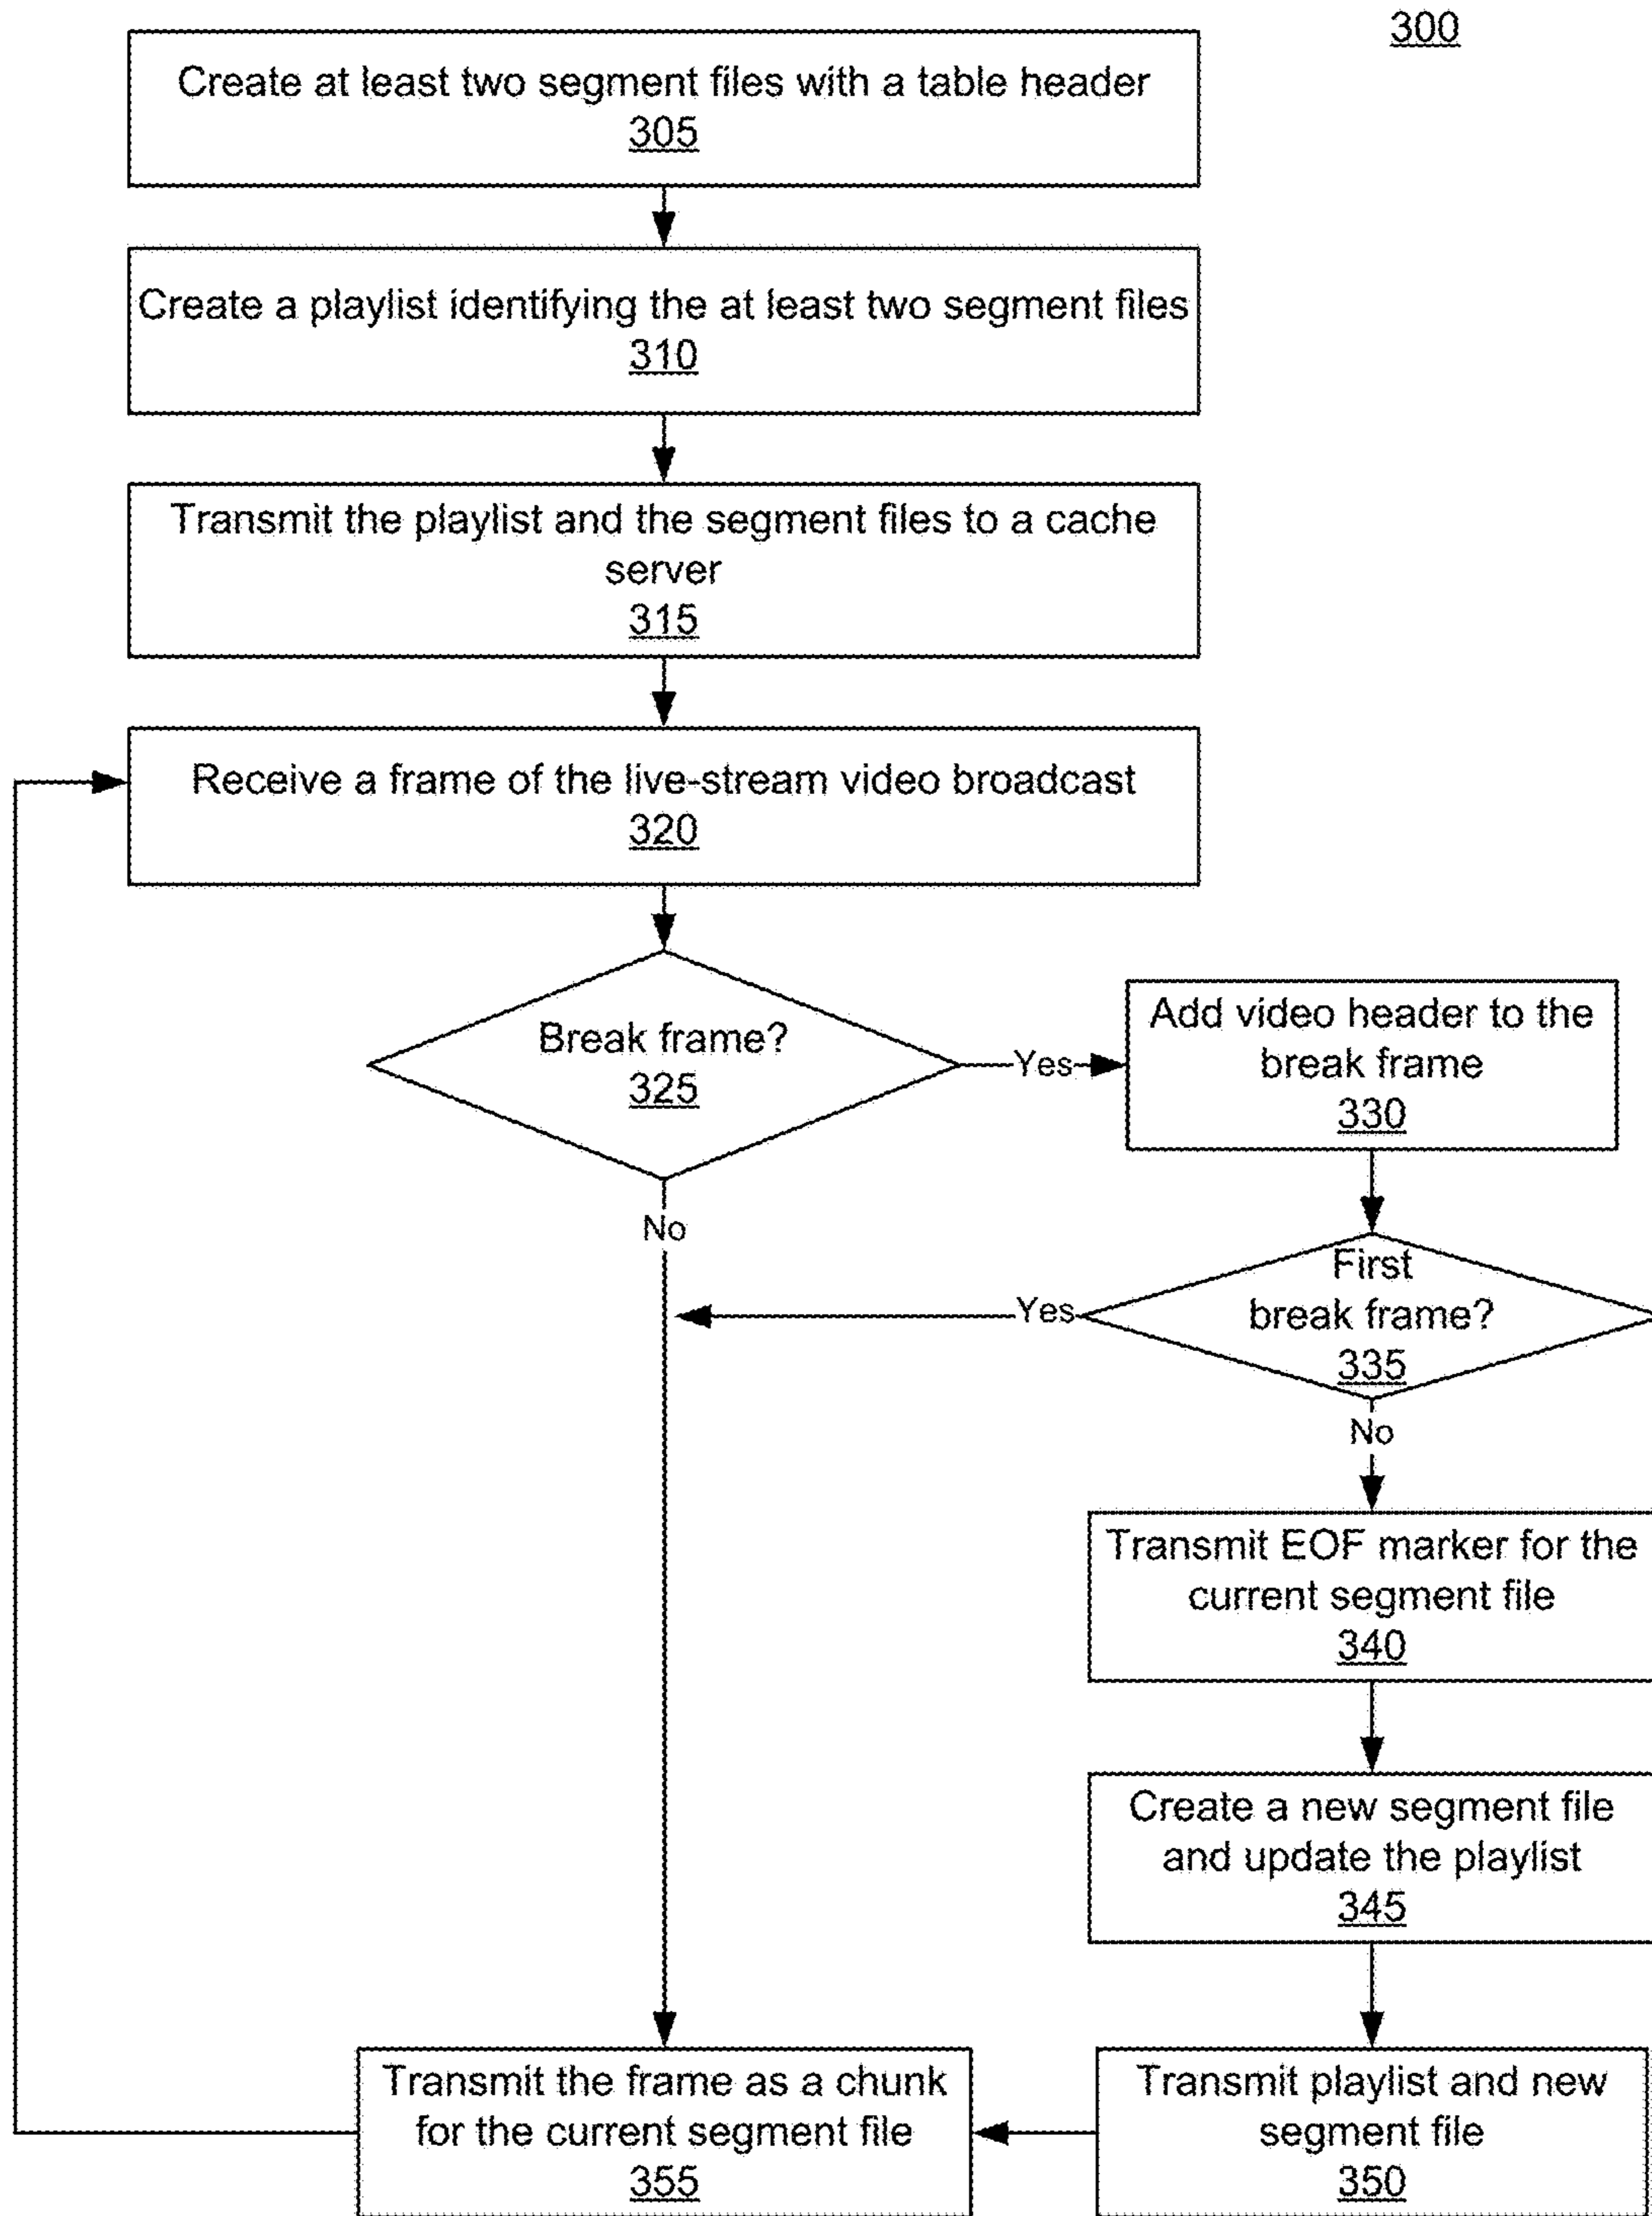 300
Create at least two segment files with a table header
305
Create a playlist identifying the at least two segment files
310
Transmit the playlist and the segment files to a cache
server
315
Receive a frame of the live-stream video broadcast
320
Break frame?
325
Yes
Add video header to the
break frame
330
No
First
break frame?
335
Yes
No
Transmit EOF marker for the
current segment file
340
Create a new segment file
and update the playlist
345
Transmit playlist and new
segment file
350
Transmit the frame as a chunk
for the current segment file
355